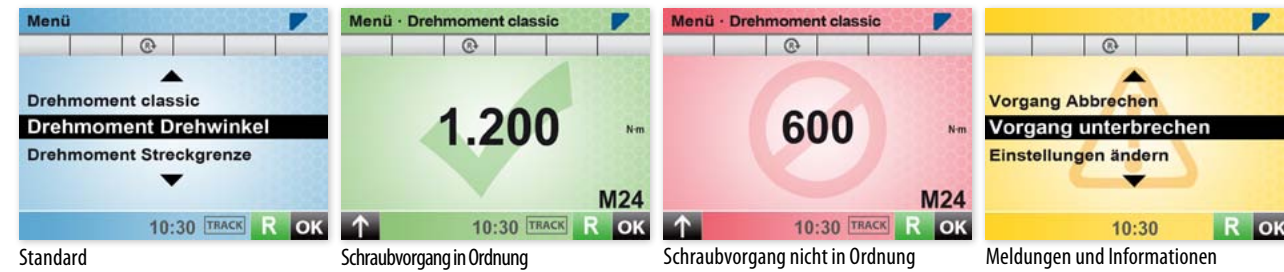 Menü
R
Drehmoment classic
Drehmoment Drehwinkel
Drehmoment Streckgrenze
10:30 TRACK R OK
Standard
Menü · Drehmoment classic
R
1.200 N·m
M24
10:30 TRACK R OK
Schraubvorgang in Ordnung
Menü · Drehmoment classic
R
600 N·m
M24
10:30 TRACK R OK
Schraubvorgang nicht in Ordnung
R
Vorgang Abbrechen
Vorgang unterbrechen
Einstellungen ändern
10:30 R OK
Meldungen und Informationen